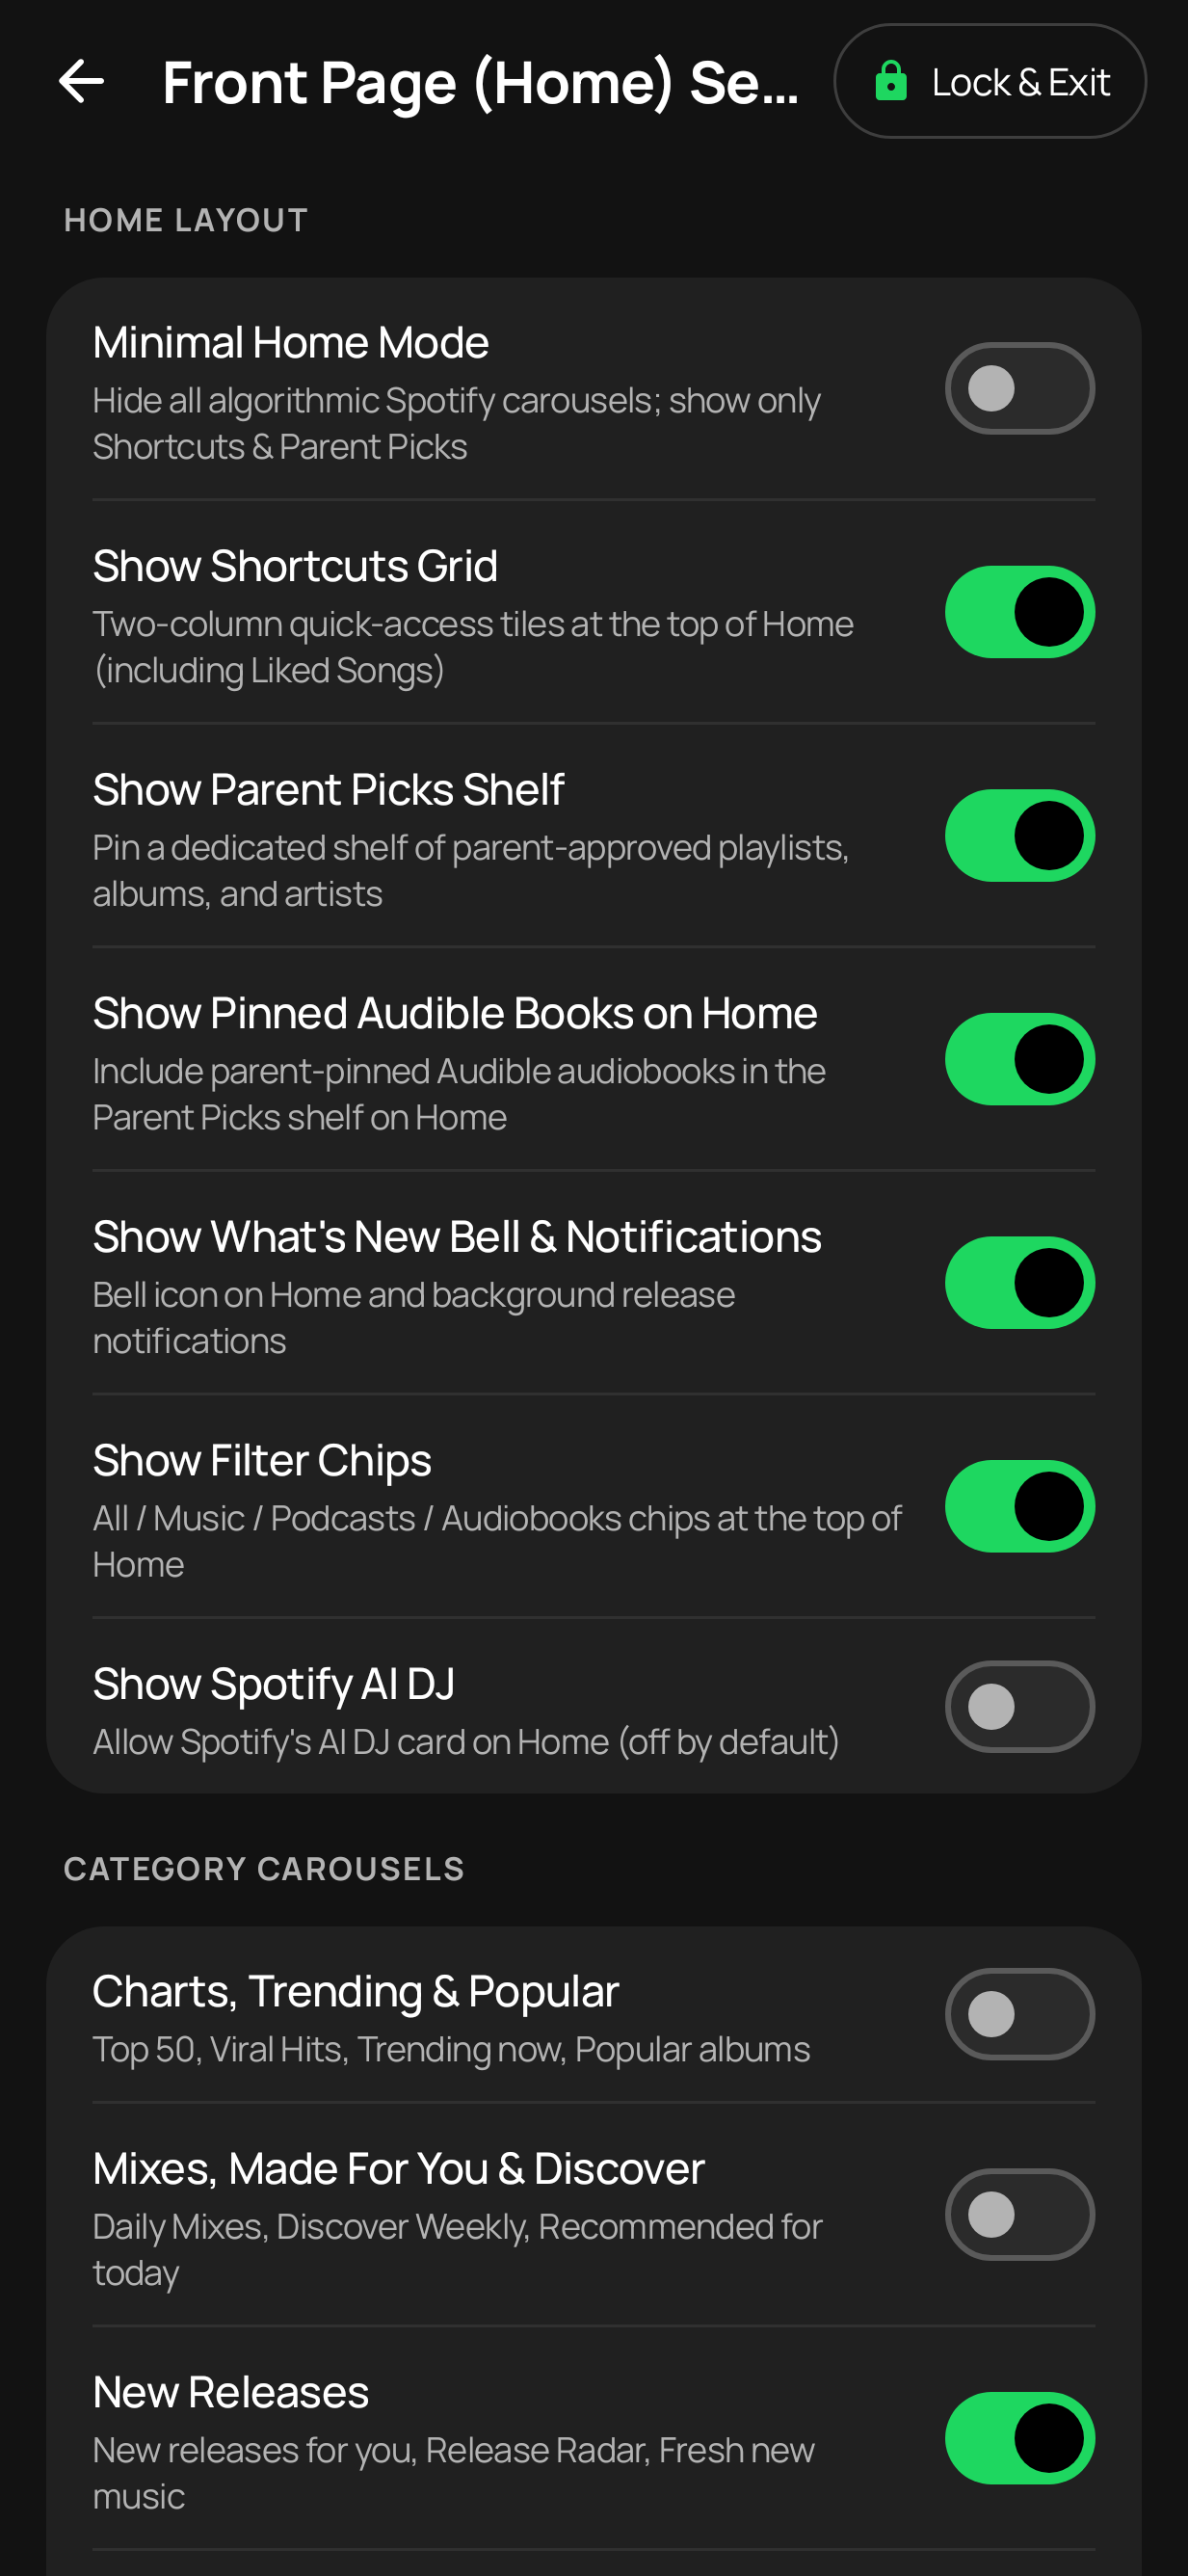 Front Page (Home) Se...
Lock & Exit
HOME LAYOUT
Minimal Home Mode
Hide all algorithmic Spotify carousels; show only
Shortcuts & Parent Picks
Show Shortcuts Grid
Two-column quick-access tiles at the top of Home
(including Liked Songs)
Show Parent Picks Shelf
Pin a dedicated shelf of parent-approved playlists,
albums, and artists
Show Pinned Audible Books on Home
Include parent-pinned Audible audiobooks in the
Parent Picks shelf on Home
Show What's New Bell & Notifications
Bell icon on Home and background release
notifications
Show Filter Chips
All / Music / Podcasts / Audiobooks chips at the top of
Home
Show Spotify AI DJ
Allow Spotify's AI DJ card on Home (off by default)
CATEGORY CAROUSELS
Charts, Trending & Popular
Top 50, Viral Hits, Trending now, Popular albums
Mixes, Made For You & Discover
Daily Mixes, Discover Weekly, Recommended for
today
New Releases
New releases for you, Release Radar, Fresh new
music